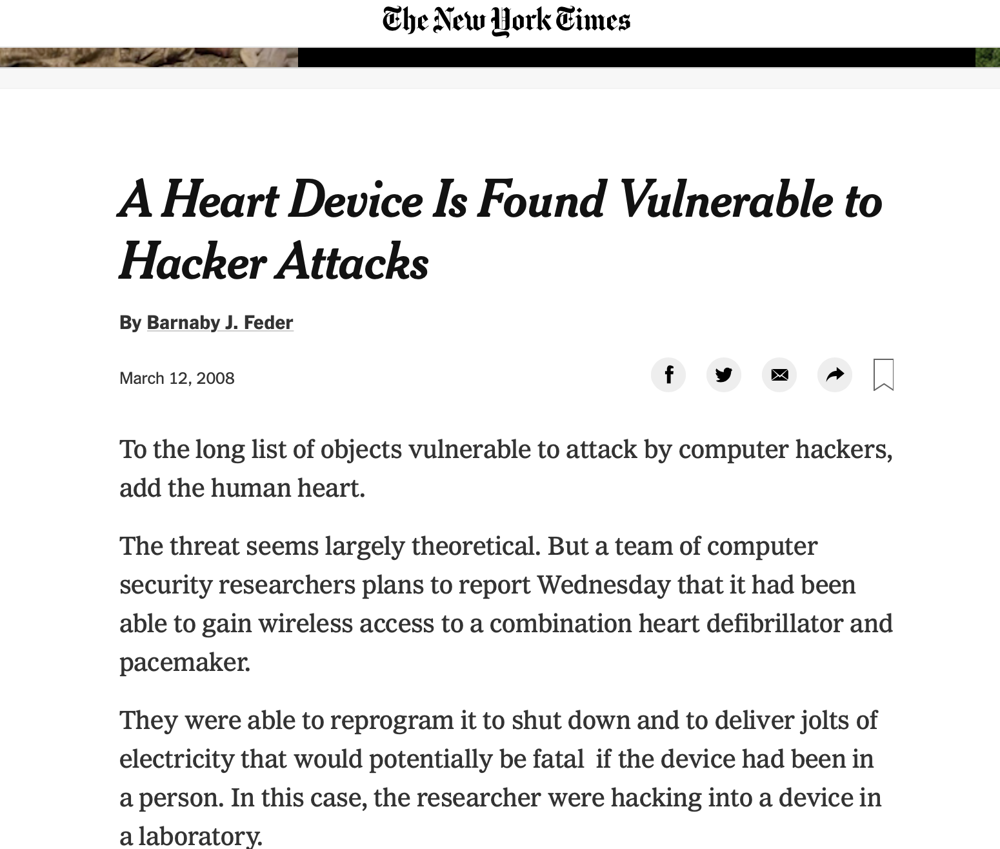 The New York Times
A Heart Device Is Found Vulnerable to
Hacker Attacks
By Barnaby J. Feder
March 12, 2008
To the long list of objects vulnerable to attack by computer hackers,
add the human heart.
The threat seems largely theoretical. But a team of computer
security researchers plans to report Wednesday that it had been
able to gain wireless access to a combination heart defibrillator and
pacemaker.
They were able to reprogram it to shut down and to deliver jolts of
electricity that would potentially be fatal  if the device had been in
a person. In this case, the researcher were hacking into a device in
a laboratory.